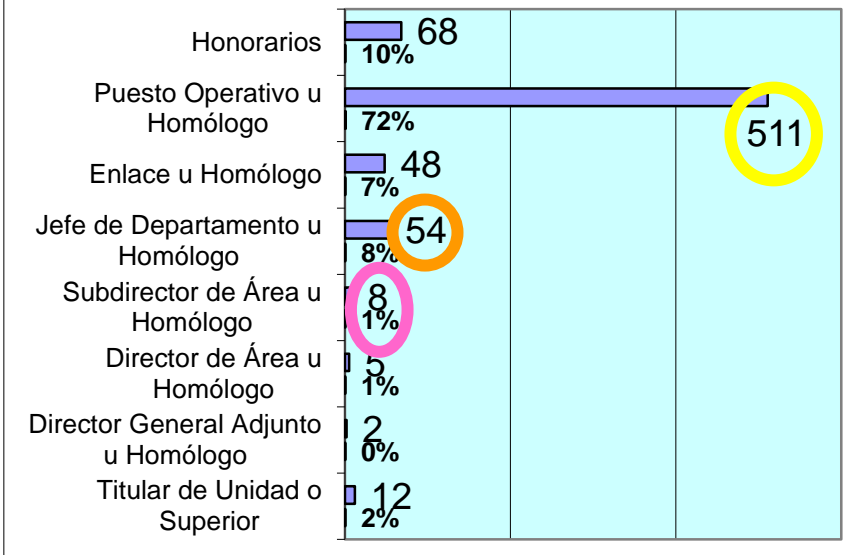 Honorarios
68
10%
Puesto Operativo u
Homólogo
511
72%
Enlace u Homólogo
48
7%
Jefe de Departamento u
Homólogo
54
8%
Subdirector de Área u
Homólogo
8
1%
Director de Área u
Homólogo
5
1%
Director General Adjunto
u Homólogo
2
0%
Titular de Unidad o
Superior
12
2%